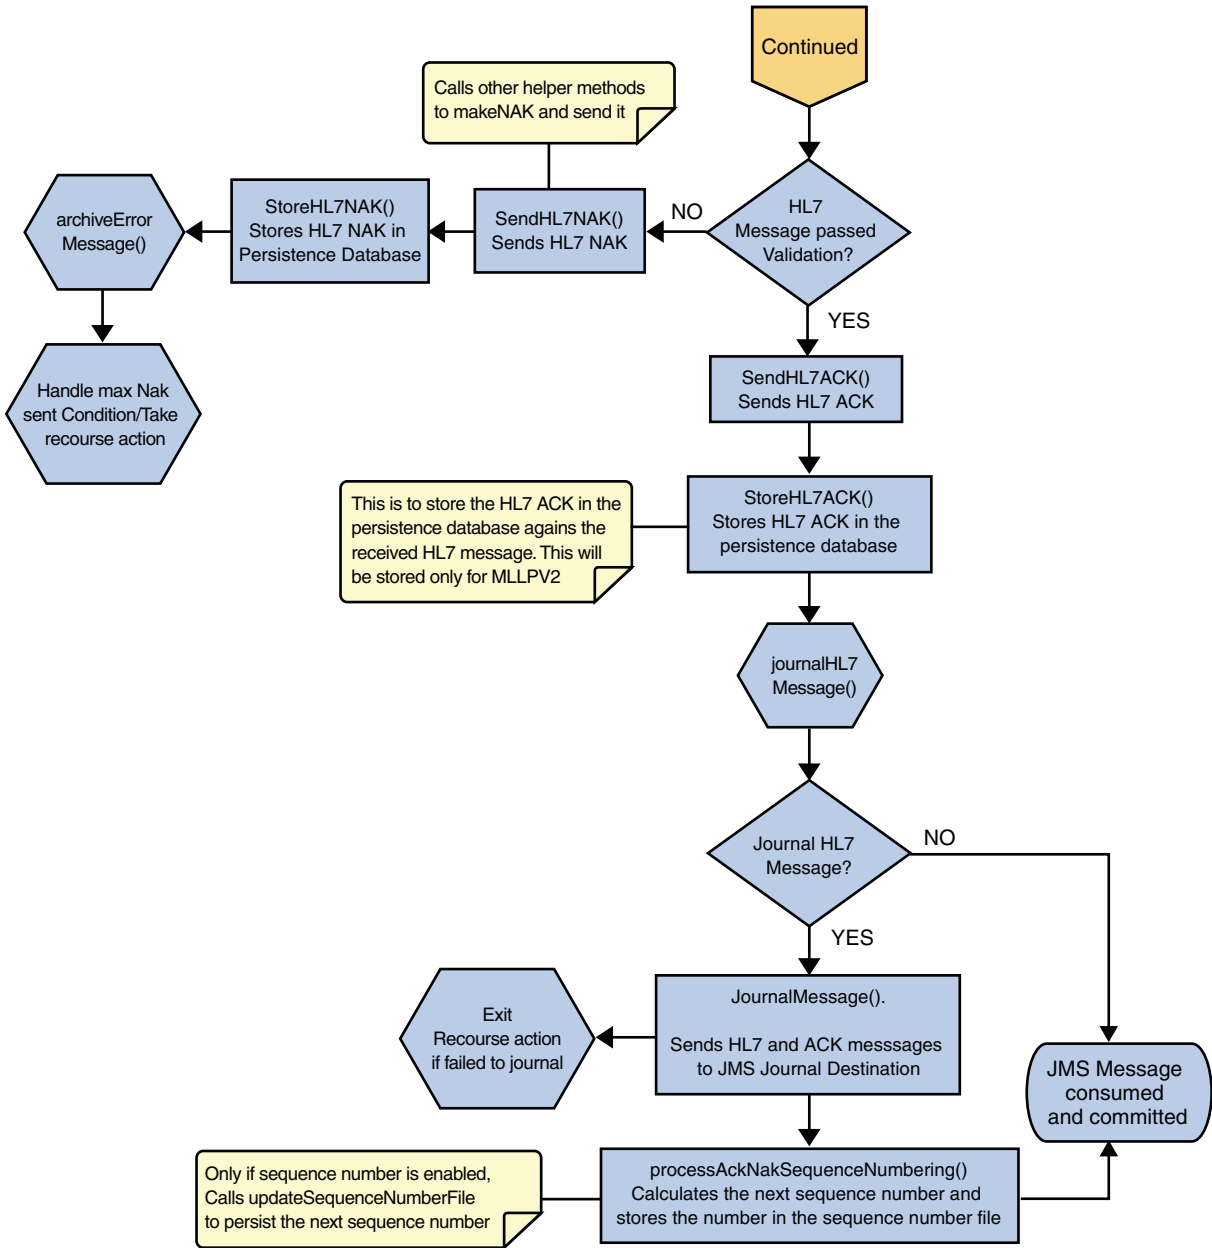 Continued
Calls other helper methods
to makeNAK and send it
HL7
Message passed
Validation?
NO
SendHL7NAK()
Sends HL7 NAK
StoreHL7NAK()
Stores HL7 NAK in
Persistence Database
archiveError
Message()
Handle max Nak
sent Condition/Take
recourse action
YES
SendHL7ACK()
Sends HL7 ACK
This is to store the HL7 ACK in the
persistence database agains the
received HL7 message. This will
be stored only for MLLPV2
StoreHL7ACK()
Stores HL7 ACK in the
persistence database
journalHL7
Message()
Journal HL7
Message?
NO
YES
JournalMessage().
Sends HL7 and ACK messsages
to JMS Journal Destination
Exit
Recourse action
if failed to journal
JMS Message
consumed
and committed
Only if sequence number is enabled,
Calls updateSequenceNumberFile
to persist the next sequence number
processAckNakSequenceNumbering()
Calculates the next sequence number and
stores the number in the sequence number file